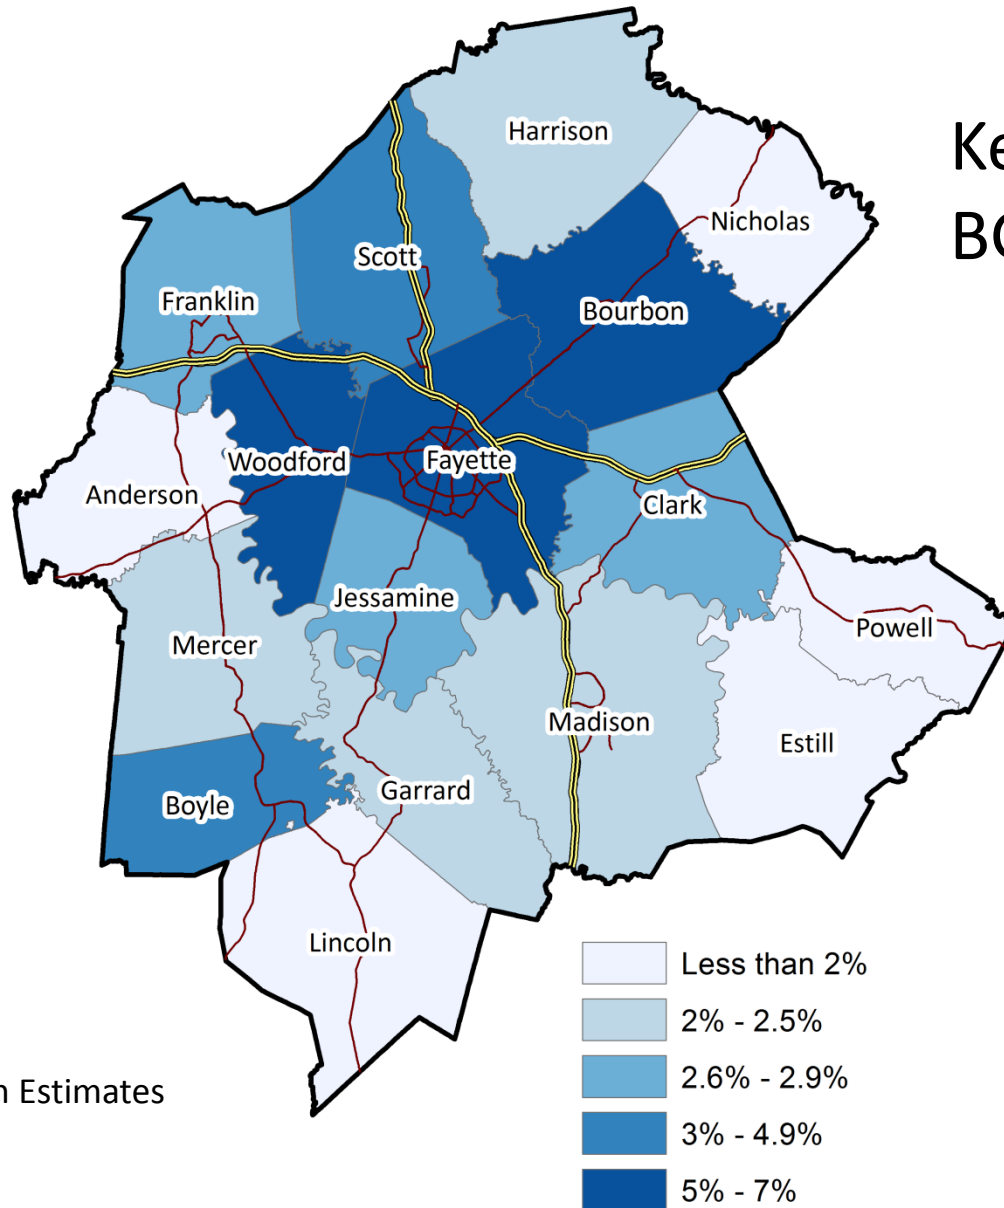 Harrison
Ke
BO
Nicholas
Scott
Franklin
Bourbon
Woodford
Fayette
Anderson
Clark
Jessamine
Mercer
Powell
Madison
Estill
Garrard
Boyle
Lincoln
Less than 2%
2% - 2.5%
2.6% - 2.9%
3% - 4.9%
5% - 7%
n Estimates